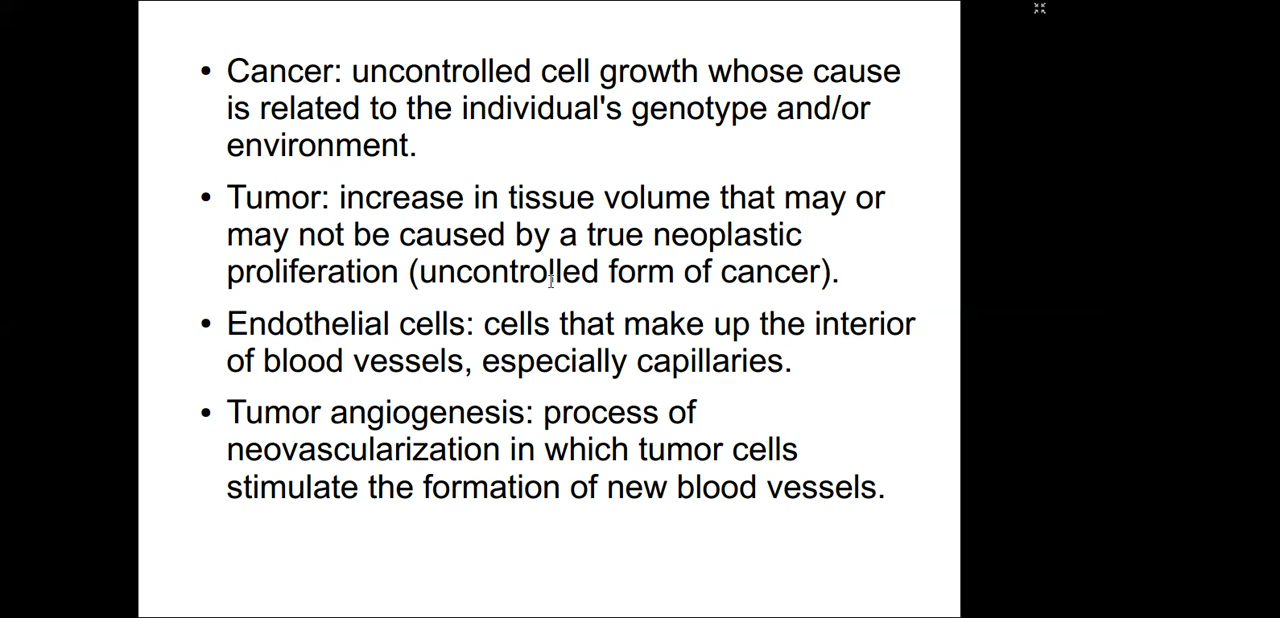 • Cancer: uncontrolled cell growth whose cause
is related to the individual's genotype and/or
environment.
• Tumor: increase in tissue volume that may or
may not be caused by a true neoplastic
proliferation (uncontrolled form of cancer).
• Endothelial cells: cells that make up the interior
of blood vessels, especially capillaries.
• Tumor angiogenesis: process of
neovascularization in which tumor cells
stimulate the formation of new blood vessels.